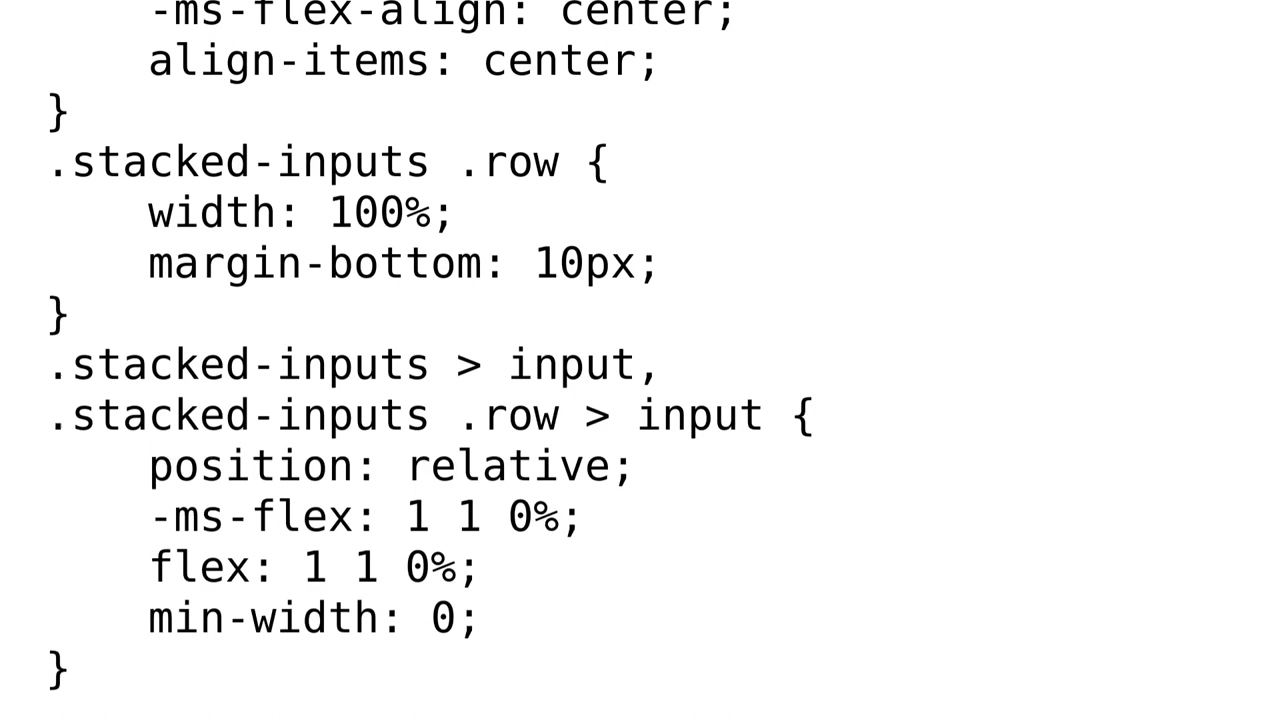 -ms-flex-align: center;
    align-items: center;
}
.stacked-inputs .row {
    width: 100%;
    margin-bottom: 10px;
}
.stacked-inputs > input,
.stacked-inputs .row > input {
    position: relative;
    -ms-flex: 1 1 0%;
    flex: 1 1 0%;
    min-width: 0;
}